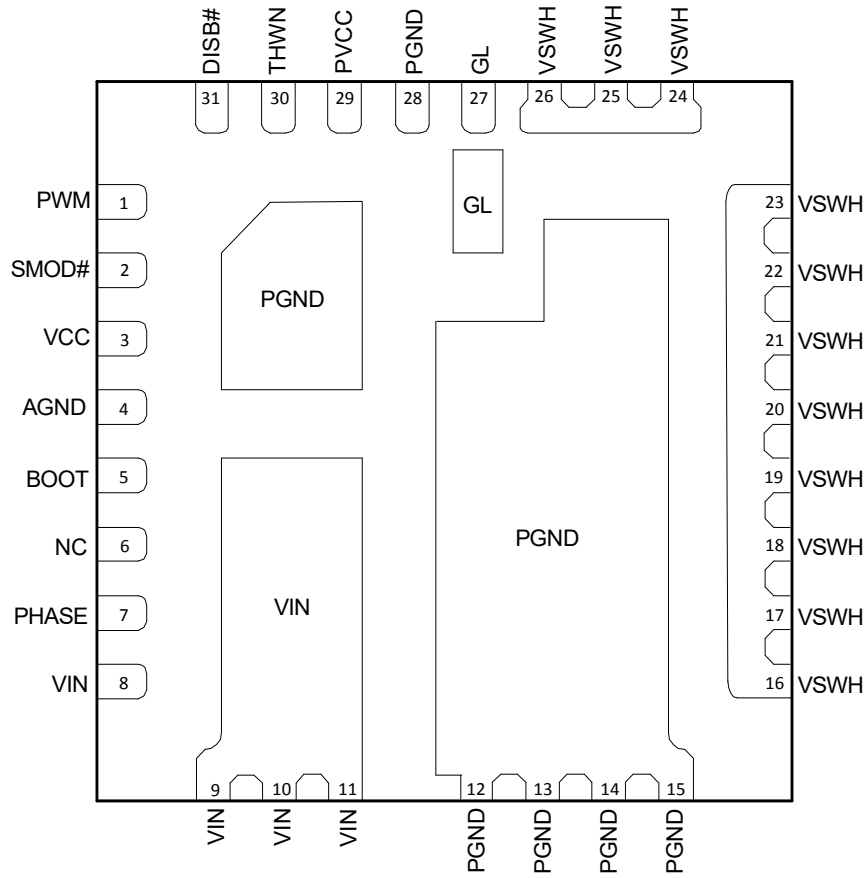 DISB# THWN PVCC PGND GL VSWH VSWH VSWH
31 30 29 28 27 26 25 24
PWM 1 GL 23 VSWH
SMOD# 2 22 VSWH
PGND
VCC 3 21 VSWH
AGND 4 20 VSWH
BOOT 5 19 VSWH
PGND
NC 6 18 VSWH
VIN
PHASE 7 17 VSWH
VIN 8 16 VSWH
9 10 11 12 13 14 15
VIN VIN VIN PGND PGND PGND PGND